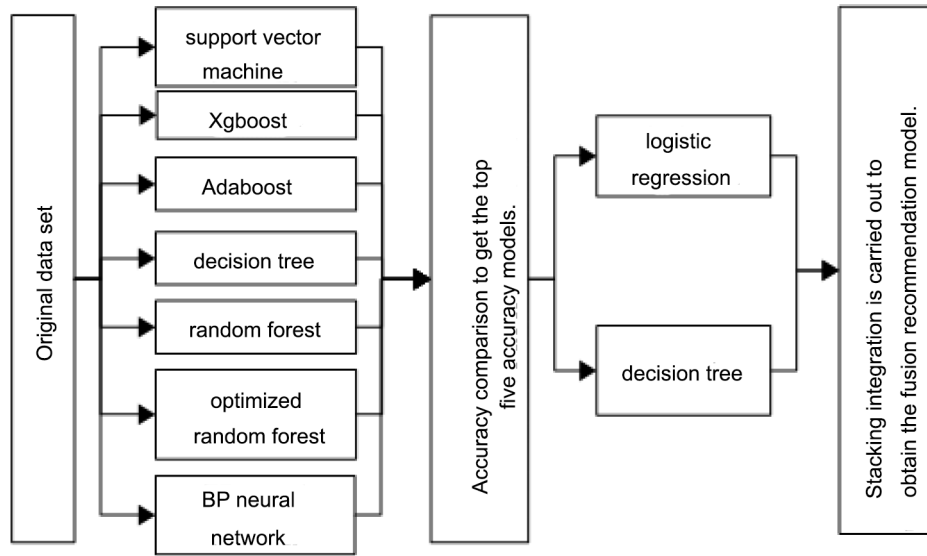 Original data set
support vector
machine
Xgboost
Adaboost
decision tree
random forest
optimized
random forest
BP neural
network
Accuracy comparison to get the top
five accuracy models.
logistic
regression
decision tree
Stacking integration is carried out to
obtain the fusion recommendation model.